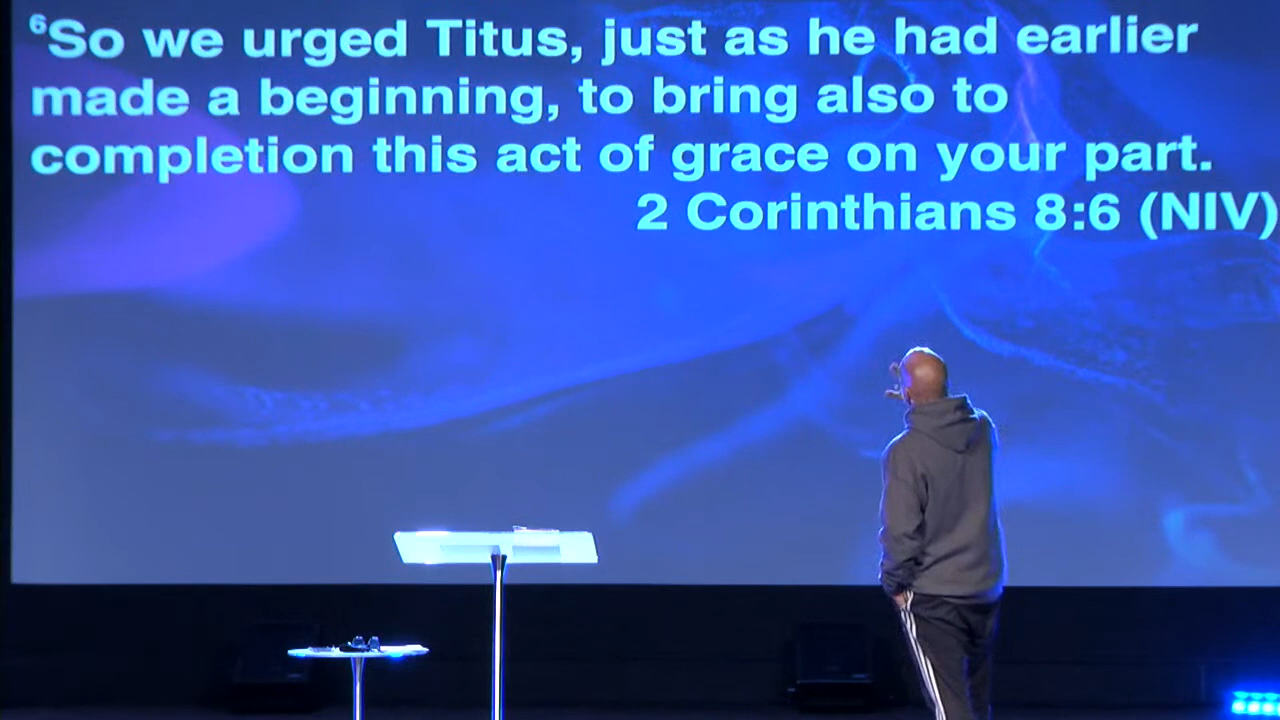 ⁶So we urged Titus, just as he had earlier
made a beginning, to bring also to
completion this act of grace on your part.
2 Corinthians 8:6 (NIV)